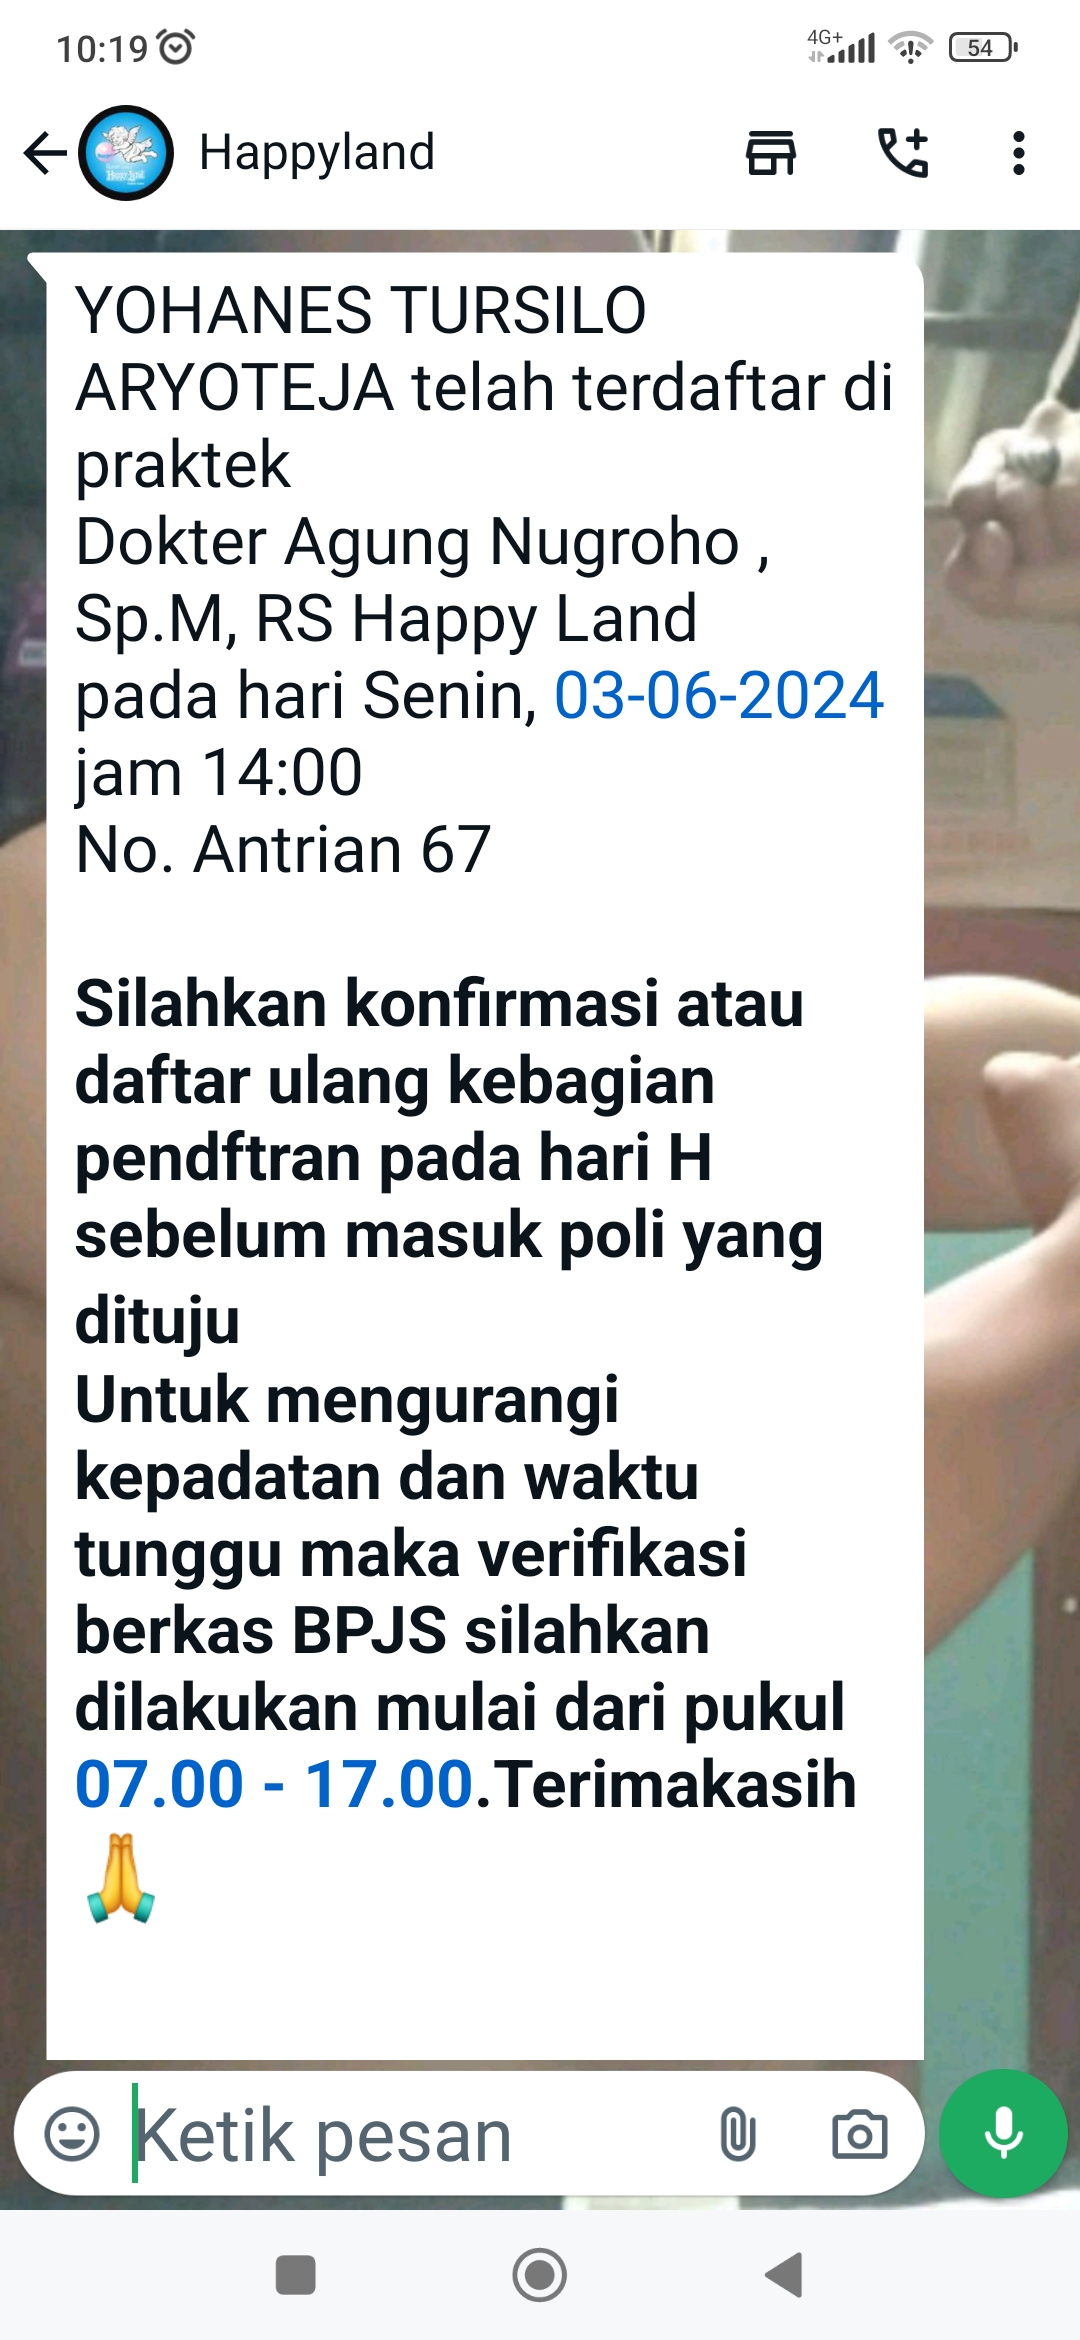 10:19
4G+
54
Happyland
YOHANES TURSILO
ARYOTEJA telah terdaftar di
praktek
Dokter Agung Nugroho ,
Sp.M, RS Happy Land
pada hari Senin, 03-06-2024
jam 14:00
No. Antrian 67
Silahkan konfirmasi atau
daftar ulang kebagian
pendftran pada hari H
sebelum masuk poli yang
dituju
Untuk mengurangi
kepadatan dan waktu
tunggu maka verifikasi
berkas BPJS silahkan
dilakukan mulai dari pukul
07.00 - 17.00.Terimakasih
🙏
Ketik pesan